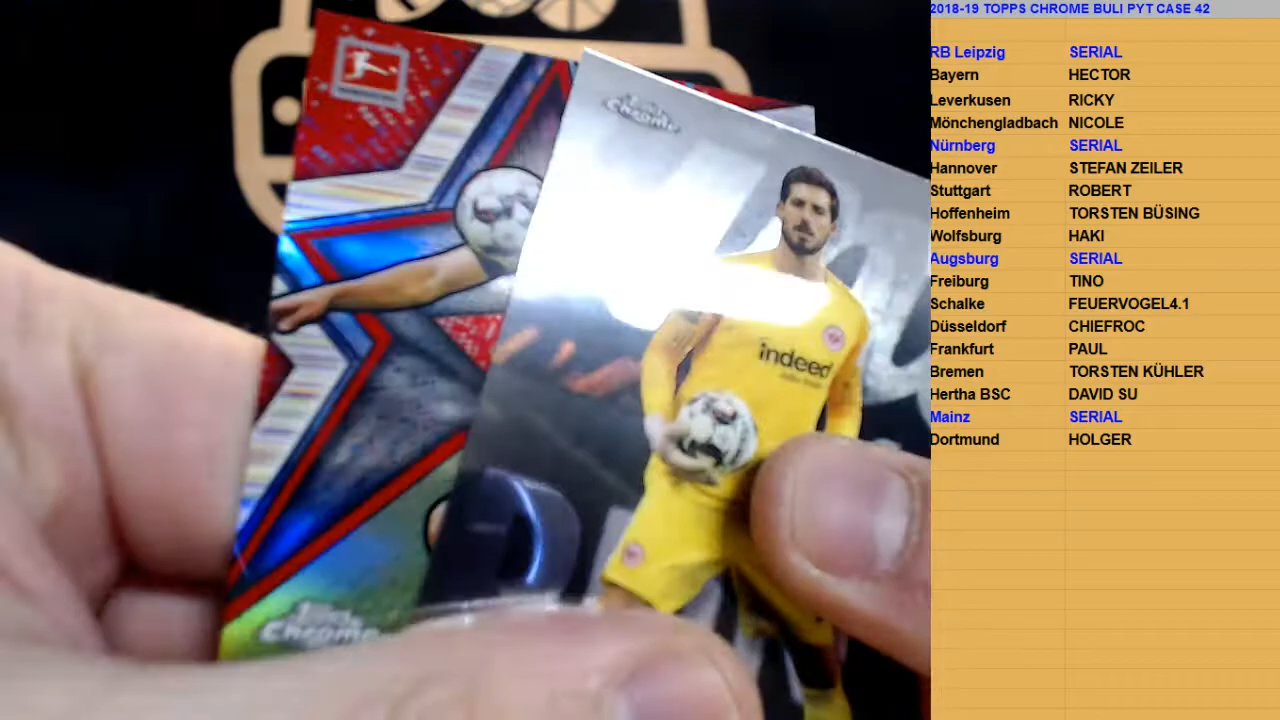 2018-19 TOPPS CHROME BULI PYT CASE 42
RB Leipzig SERIAL
Bayern HECTOR
Leverkusen RICKY
Mönchengladbach NICOLE
Nürnberg SERIAL
Hannover STEFAN ZEILER
Stuttgart ROBERT
Hoffenheim TORSTEN BÜSING
Wolfsburg HAKI
Augsburg SERIAL
Freiburg TINO
Schalke FEUERVOGEL4.1
Düsseldorf CHIEFROC
Frankfurt PAUL
Bremen TORSTEN KÜHLER
Hertha BSC DAVID SU
Mainz SERIAL
Dortmund HOLGER
Topps
Chrome
indeed
Topps
Chrome